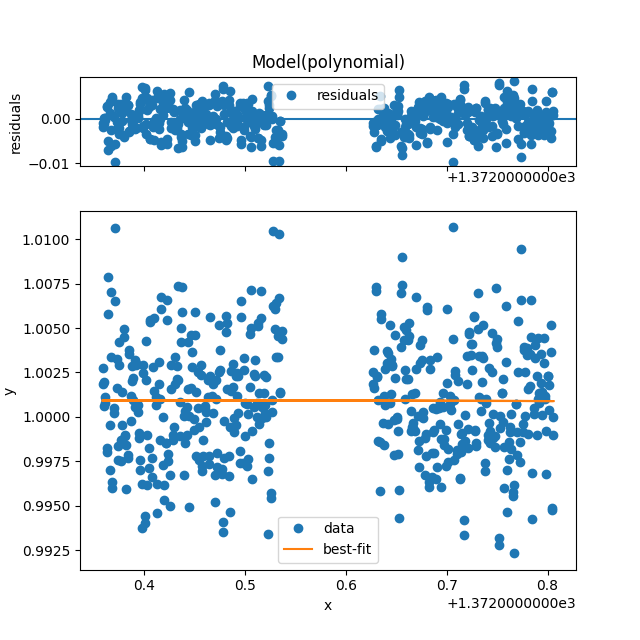 Model(polynomial)
residuals
0.00
−0.01
residuals
+1.3720000000e3
y
1.0100
1.0075
1.0050
1.0025
1.0000
0.9975
0.9950
0.9925
data
best-fit
0.4 0.5 0.6 0.7 0.8
x
+1.3720000000e3